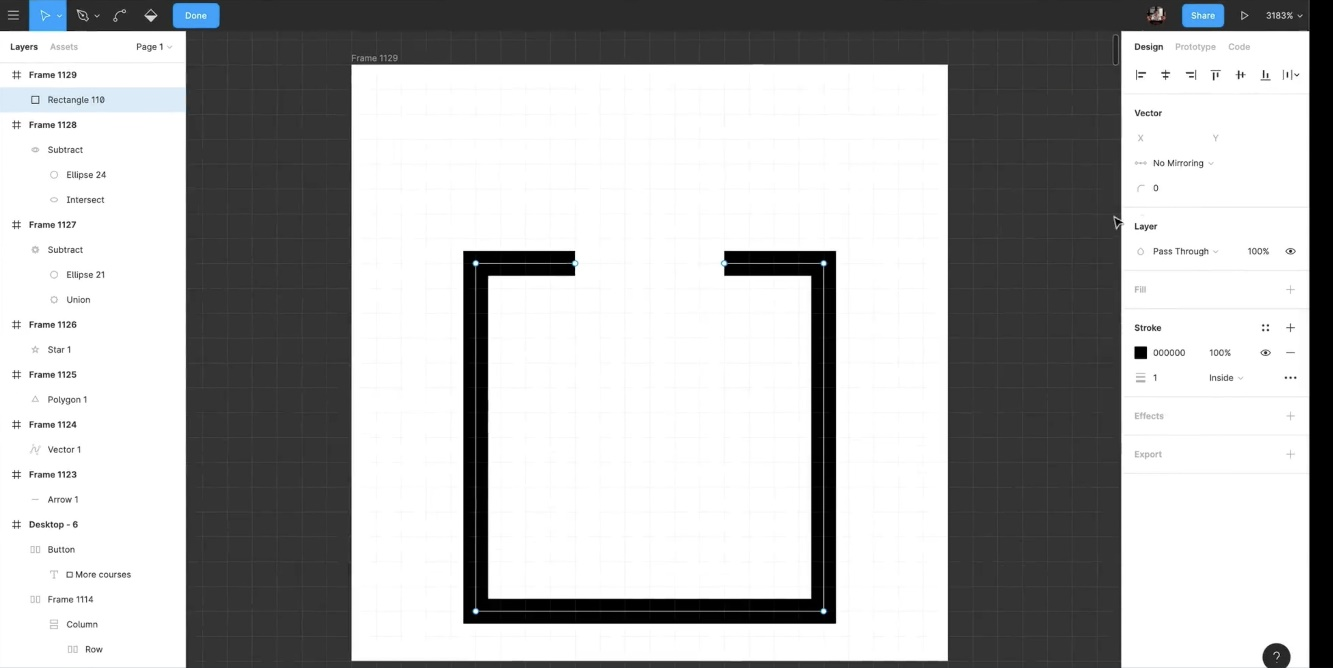 Done
Share
3183%
Layers Assets Page 1
Frame 1129
Rectangle 110
Frame 1128
Subtract
Ellipse 24
Intersect
Frame 1127
Subtract
Ellipse 21
Union
Frame 1126
Star 1
Frame 1125
Polygon 1
Frame 1124
Vector 1
Frame 1123
Arrow 1
Desktop - 6
Button
T More courses
Frame 1114
Column
Row
Frame 1129
Design Prototype Code
Vector
X Y
No Mirroring
0
Layer
Pass Through 100%
Fill
Stroke
000000 100%
1 Inside
Effects
Export
?